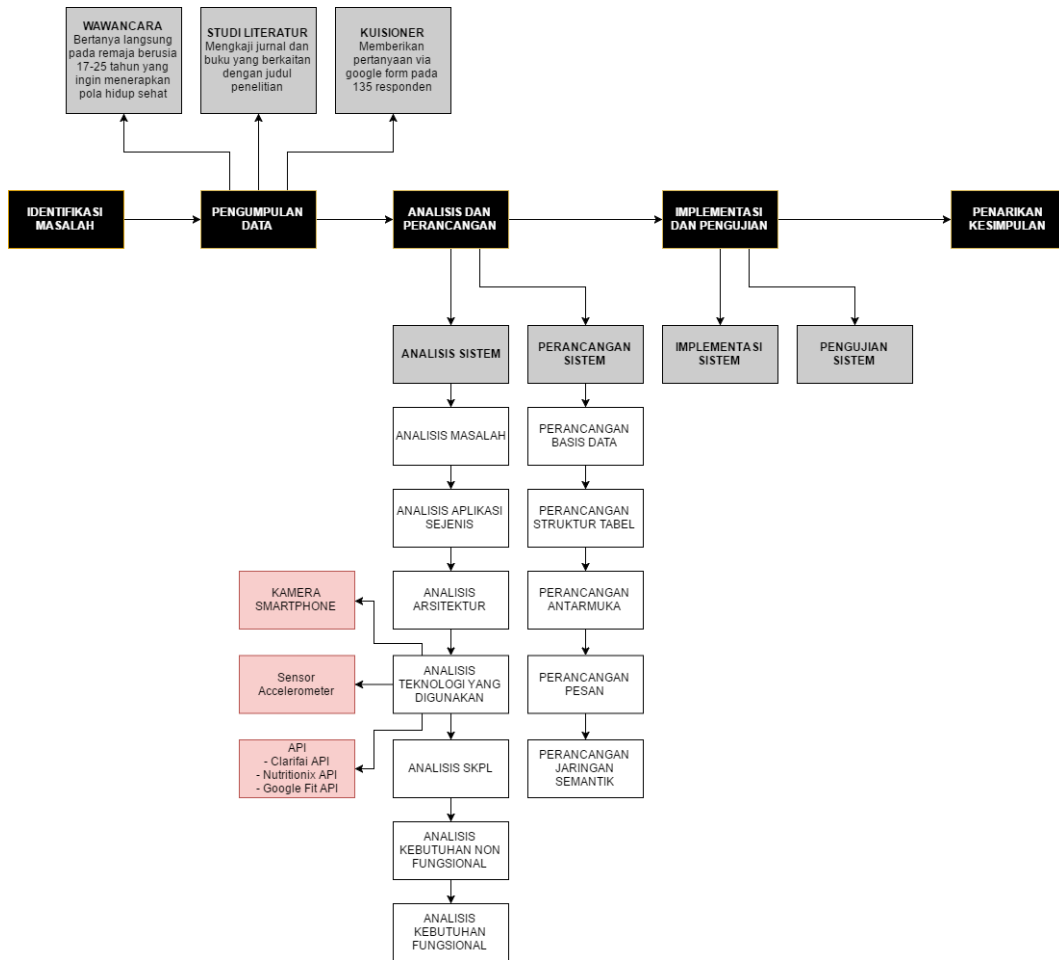 WAWANCARA
Bertanya langsung
pada remaja berusia
17-25 tahun yang
ingin menerapkan
pola hidup sehat
STUDI LITERATUR
Mengkaji jurnal dan
buku yang berkaitan
dengan judul
penelitian
KUISIONER
Memberikan
pertanyaan via
google form pada
135 responden
IDENTIFIKASI
MASALAH
PENGUMPULAN
DATA
ANALISIS DAN
PERANCANGAN
IMPLEMENTASI
DAN PENGUJIAN
PENARIKAN
KESIMPULAN
ANALISIS SISTEM
PERANCANGAN
SISTEM
IMPLEMENTASI
SISTEM
PENGUJIAN
SISTEM
ANALISIS MASALAH
PERANCANGAN
BASIS DATA
ANALISIS APLIKASI
SEJENIS
PERANCANGAN
STRUKTUR TABEL
KAMERA
SMARTPHONE
ANALISIS
ARSITEKTUR
PERANCANGAN
ANTARMUKA
Sensor
Accelerometer
ANALISIS
TEKNOLOGI YANG
DIGUNAKAN
PERANCANGAN
PESAN
API
- Clarifai API
- Nutritionix API
- Google Fit API
ANALISIS SKPL
PERANCANGAN
JARINGAN
SEMANTIK
ANALISIS
KEBUTUHAN NON
FUNGSIONAL
ANALISIS
KEBUTUHAN
FUNGSIONAL